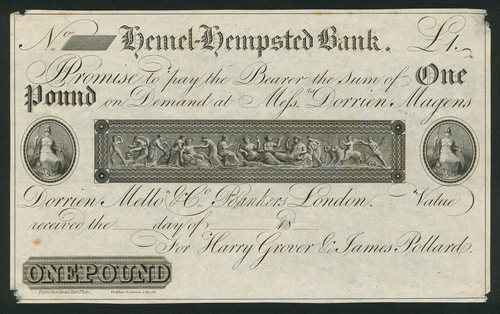 No. Hemel-Hempsted Bank. £1.
I Promise to pay the Bearer the sum of One
Pound on Demand at Messrs. Dorrien Magens
Dorrien Mello & Co. Bankers London. Value
received the day of 18
For Harry Grover & James Pollard.
ONE POUND